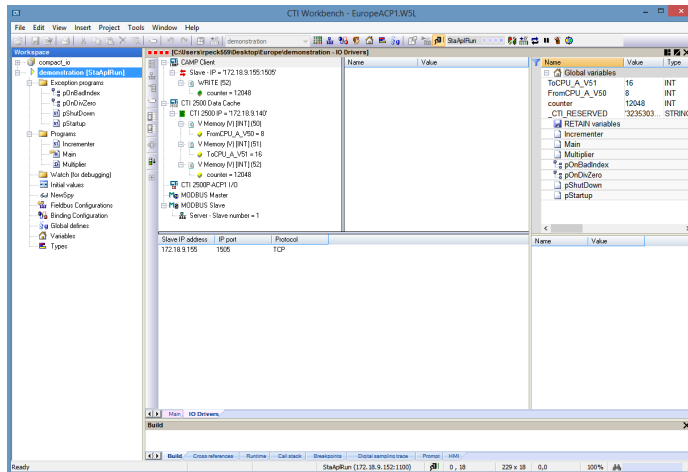 CTI Workbench - EuropeACP1.W5L
File Edit View Insert Project Tools Window Help
demonstration
StaAplRun
Workspace
compact_io
demonstration [StaAplRun]
Exception programs
pOnBadIndex
pOnDivZero
pShutDown
pStartup
Programs
Incrementer
Main
Multiplier
Watch (for debugging)
Initial values
NewSpy
Fieldbus Configurations
Binding Configuration
Global defines
Variables
Types
[C:\Users\rpeck559\Desktop\Europe\demonstration - IO Drivers]
CAMP Client
Slave - IP = '172.18.9.155:1505'
WRITE (52)
counter = 12048
CTI 2500 Data Cache
CTI 2500 IP = '172.18.9.140'
V Memory (V) [INT] (50)
FromCPU_A_V50 = 8
V Memory (V) [INT] (51)
ToCPU_A_V51 = 16
V Memory (V) [INT] (52)
counter = 12048
CTI 2500P-ACP1 I/O
MODBUS Master
MODBUS Slave
Server - Slave number = 1
Name Value
Slave IP address IP port Protocol
172.18.9.155 1505 TCP
Name Value Type
Global variables
ToCPU_A_V51 16 INT
FromCPU_A_V50 8 INT
counter 12048 INT
_CTI_RESERVED '3235303... STRING
RETAIN variables
Incrementer
Main
Multiplier
pOnBadIndex
pOnDivZero
pShutDown
pStartup
Name Value
Main IO Drivers
Build
Build Cross references Runtime Call stack Breakpoints Digital sampling trace Prompt HMI
Ready StaAplRun (172.18.9.152:1100) 0 , 18 229 x 18 0,0 100%